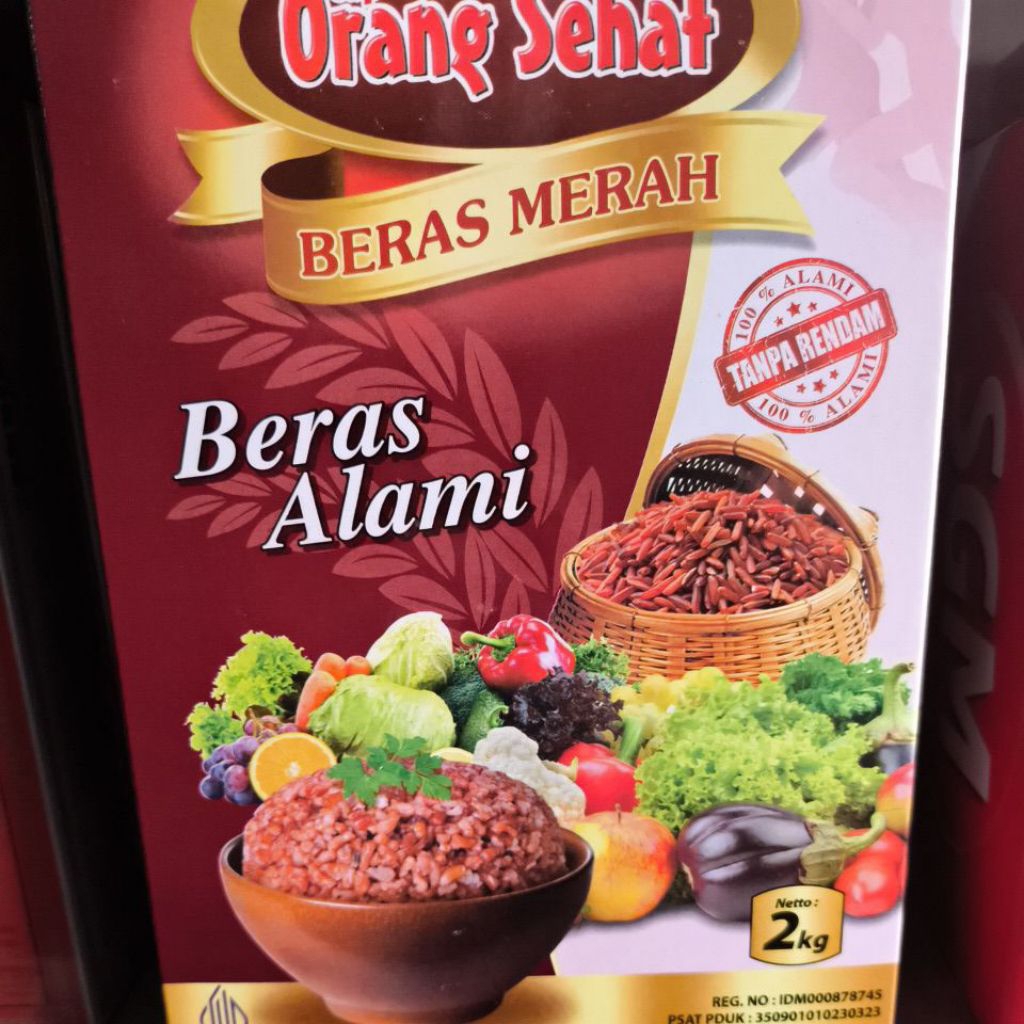 Orang Sehat
BERAS MERAH
100 % ALAMI
TANPA RENDAM
100 % ALAMI
Beras
Alami
Netto :
2kg
REG. NO : IDM000878745
PSAT PDUK : 350901010230323